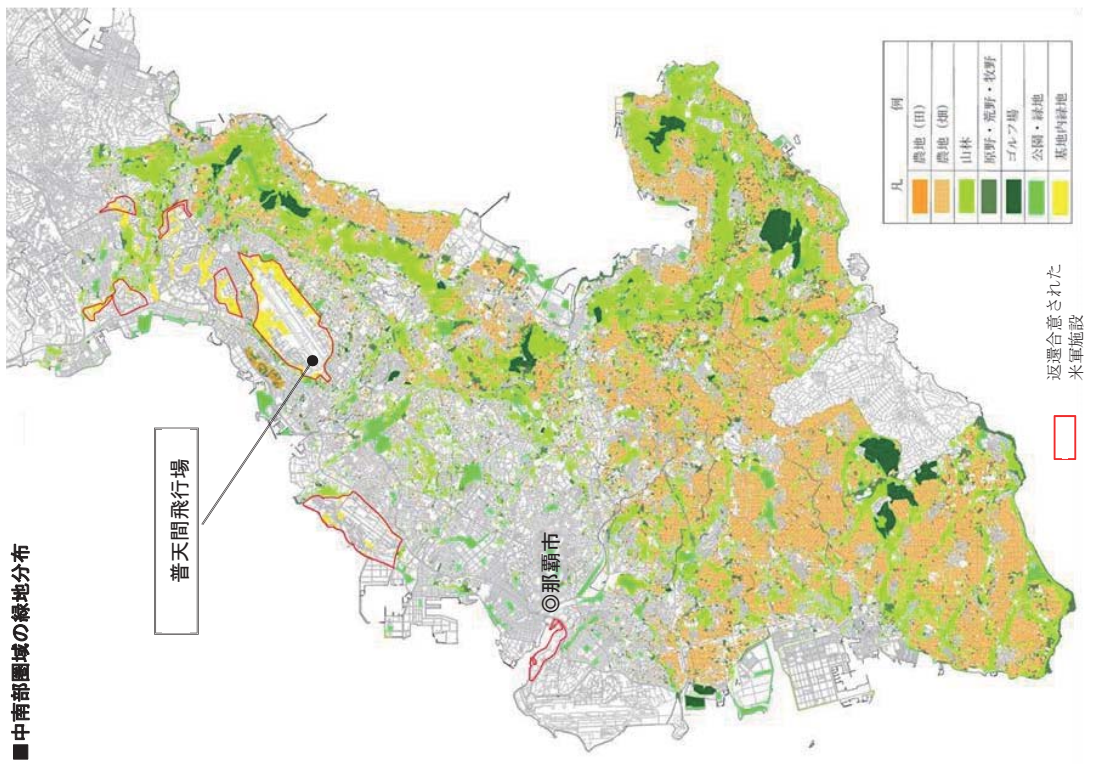 ■中南部圏域の緑地分布
普天間飛行場
◎那覇市
凡 例
農地（田）
農地（畑）
山林
原野・荒野・牧野
ゴルフ場
公園・緑地
基地内緑地
返還合意された
米軍施設